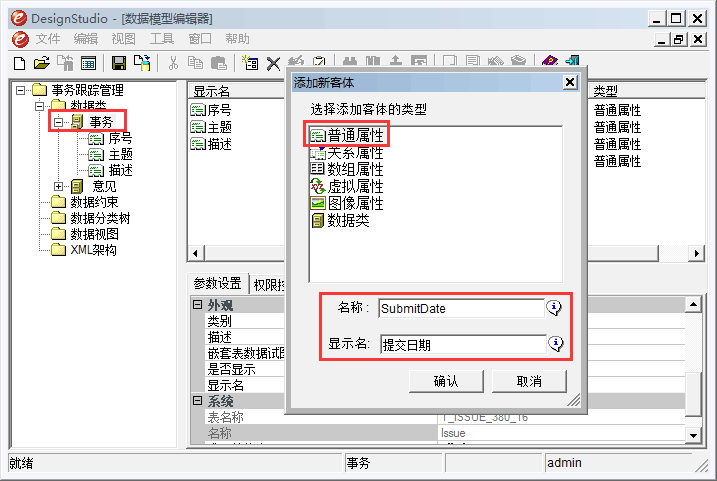 DesignStudio - [数据模型编辑器]
文件 编辑 视图 工具 窗口 帮助
事务跟踪管理
数据类
事务
序号
主题
描述
意见
数据约束
数据分类树
数据视图
XML架构
显示名
类型
序号
普通属性
主题
普通属性
描述
普通属性
普通属性
添加新客体
选择添加客体的类型
普通属性
关系属性
数组属性
虚拟属性
图像属性
数据类
名称：
SubmitDate
显示名:
提交日期
确认
取消
参数设置
权限控
外观
类别
描述
嵌套表数据试图
是否显示
显示名
系统
表名称
T_ISSUE_380_16
名称
Issue
就绪
事务
admin